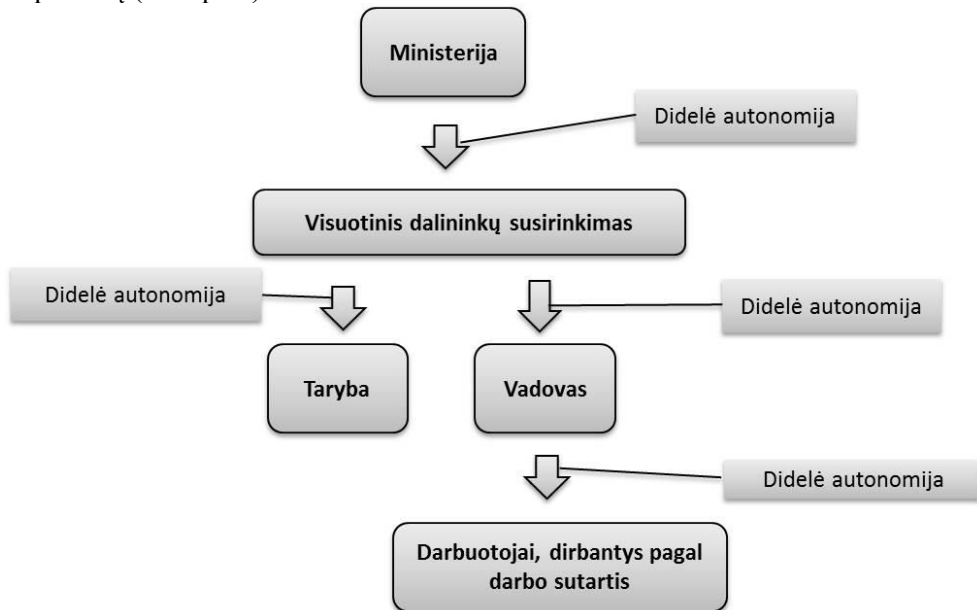 Ministerija
Didelė autonomija
Visuotinis dalininkų susirinkimas
Didelė autonomija
Didelė autonomija
Taryba
Vadovas
Didelė autonomija
Darbuotojai, dirbantys pagal
darbo sutartis